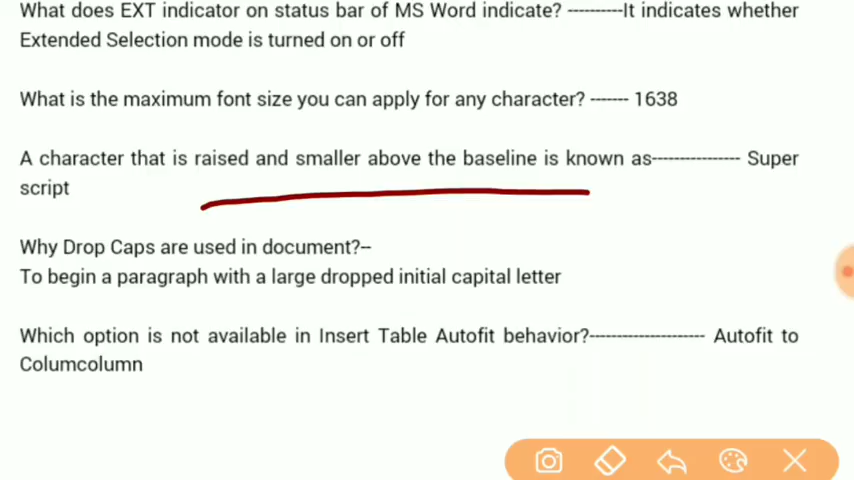 What does EXT indicator on status bar of MS Word indicate? ----------It indicates whether
Extended Selection mode is turned on or off
What is the maximum font size you can apply for any character? ------- 1638
A character that is raised and smaller above the baseline is known as---------------- Super
script
Why Drop Caps are used in document?--
To begin a paragraph with a large dropped initial capital letter
Which option is not available in Insert Table Autofit behavior?--------------------- Autofit to
Columcolumn